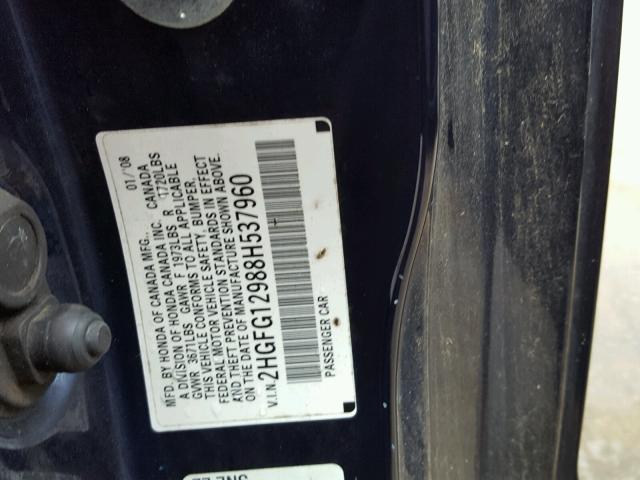 MFD. BY HONDA OF CANADA MFG., 01/'08
A DIVISION OF HONDA CANADA INC. CANADA
GVWR 3671LBS GAWR F 1973LBS R 1720LBS
THIS VEHICLE CONFORMS TO ALL APPLICABLE
FEDERAL MOTOR VEHICLE SAFETY, BUMPER,
AND THEFT PREVENTION STANDARDS IN EFFECT
ON THE DATE OF MANUFACTURE SHOWN ABOVE.
V.I.N. 2HGFG12988H537960
PASSENGER CAR